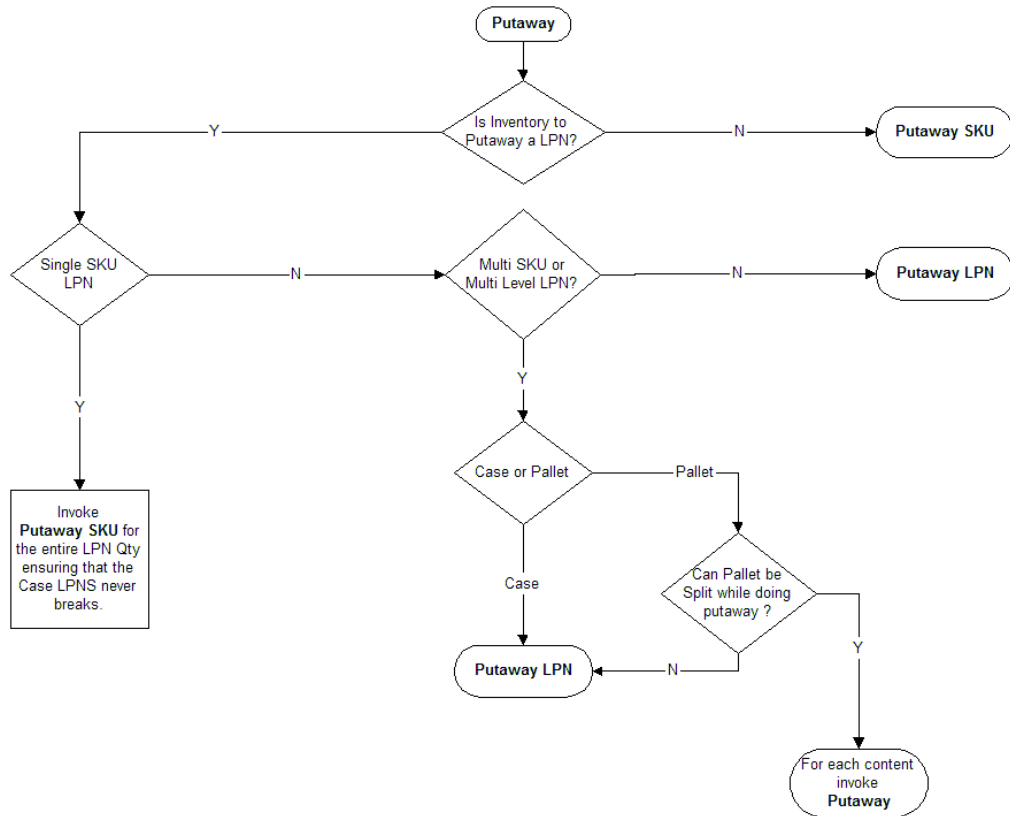 Putaway
Is Inventory to
Putaway a LPN?
Y
N
Putaway SKU
Single SKU
LPN
N
Multi SKU or
Multi Level LPN?
N
Putaway LPN
Y
Y
Case or Pallet
Pallet
Invoke
Putaway SKU for
the entire LPN Qty
ensuring that the
Case LPNS never
breaks.
Case
Can Pallet be
Split while doing
putaway ?
Y
Putaway LPN
N
For each content
invoke
Putaway